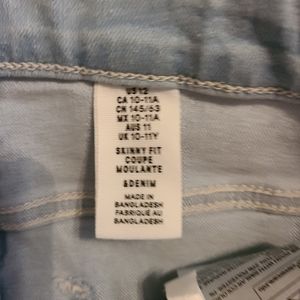 US 12
CA 10-11A
CN 145/63
MX 10-11A
AUS 11
UK 10-11Y
SKINNY FIT
COUPE
MOULANTE
&DENIM
MADE IN
BANGLADESH
FABRIQUÉ AU
BANGLADESH